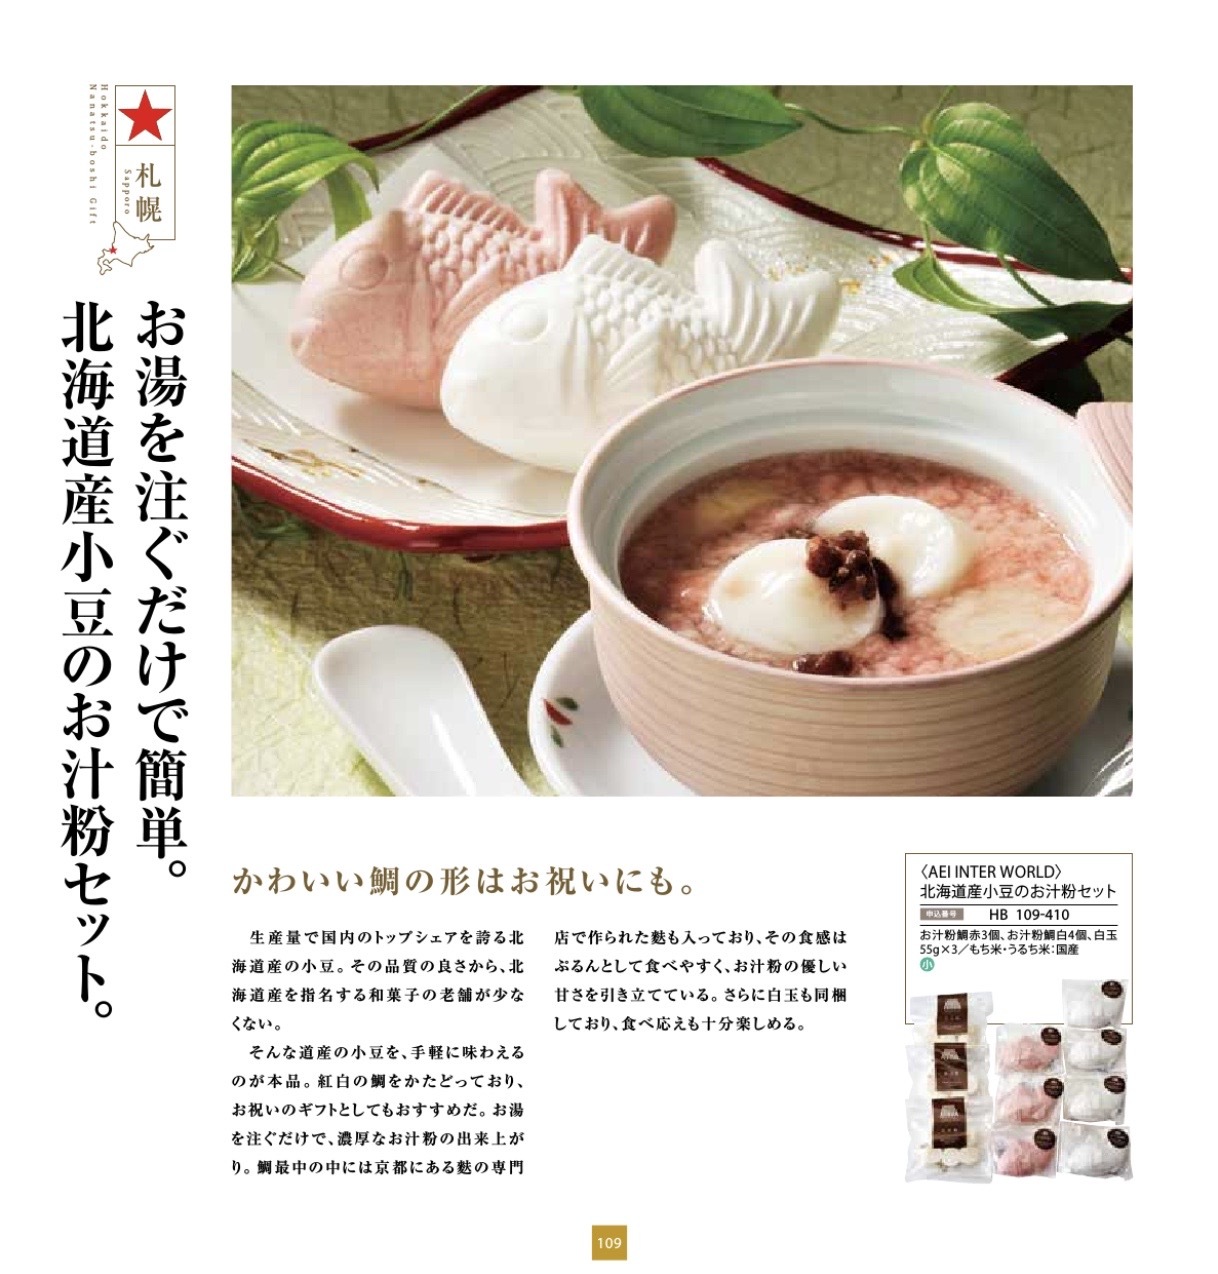 Hokkaido
Nanatsu-boshi Gift
札幌
Sapporo
お湯を注ぐだけで簡単。
北海道産小豆のお汁粉セット。
かわいい鯛の形はお祝いにも。
生産量で国内のトップシェアを誇る北
海道産の小豆。その品質の良さから、北
海道産を指名する和菓子の老舗が少な
くない。
そんな道産の小豆を、手軽に味わえる
のが本品。紅白の鯛をかたどっており、
お祝いのギフトとしてもおすすめだ。お湯
を注ぐだけで、濃厚なお汁粉の出来上が
り。鯛最中の中には京都にある麩の専門
店で作られた麩も入っており、その食感は
ぷるんとして食べやすく、お汁粉の優しい
甘さを引き立てている。さらに白玉も同梱
しており、食べ応えも十分楽しめる。
〈AEI INTER WORLD〉
北海道産小豆のお汁粉セット
申込番号 HB 109-410
お汁粉鯛赤3個、お汁粉鯛白4個、白玉
55g×3／もち米・うるち米：国産
小
109